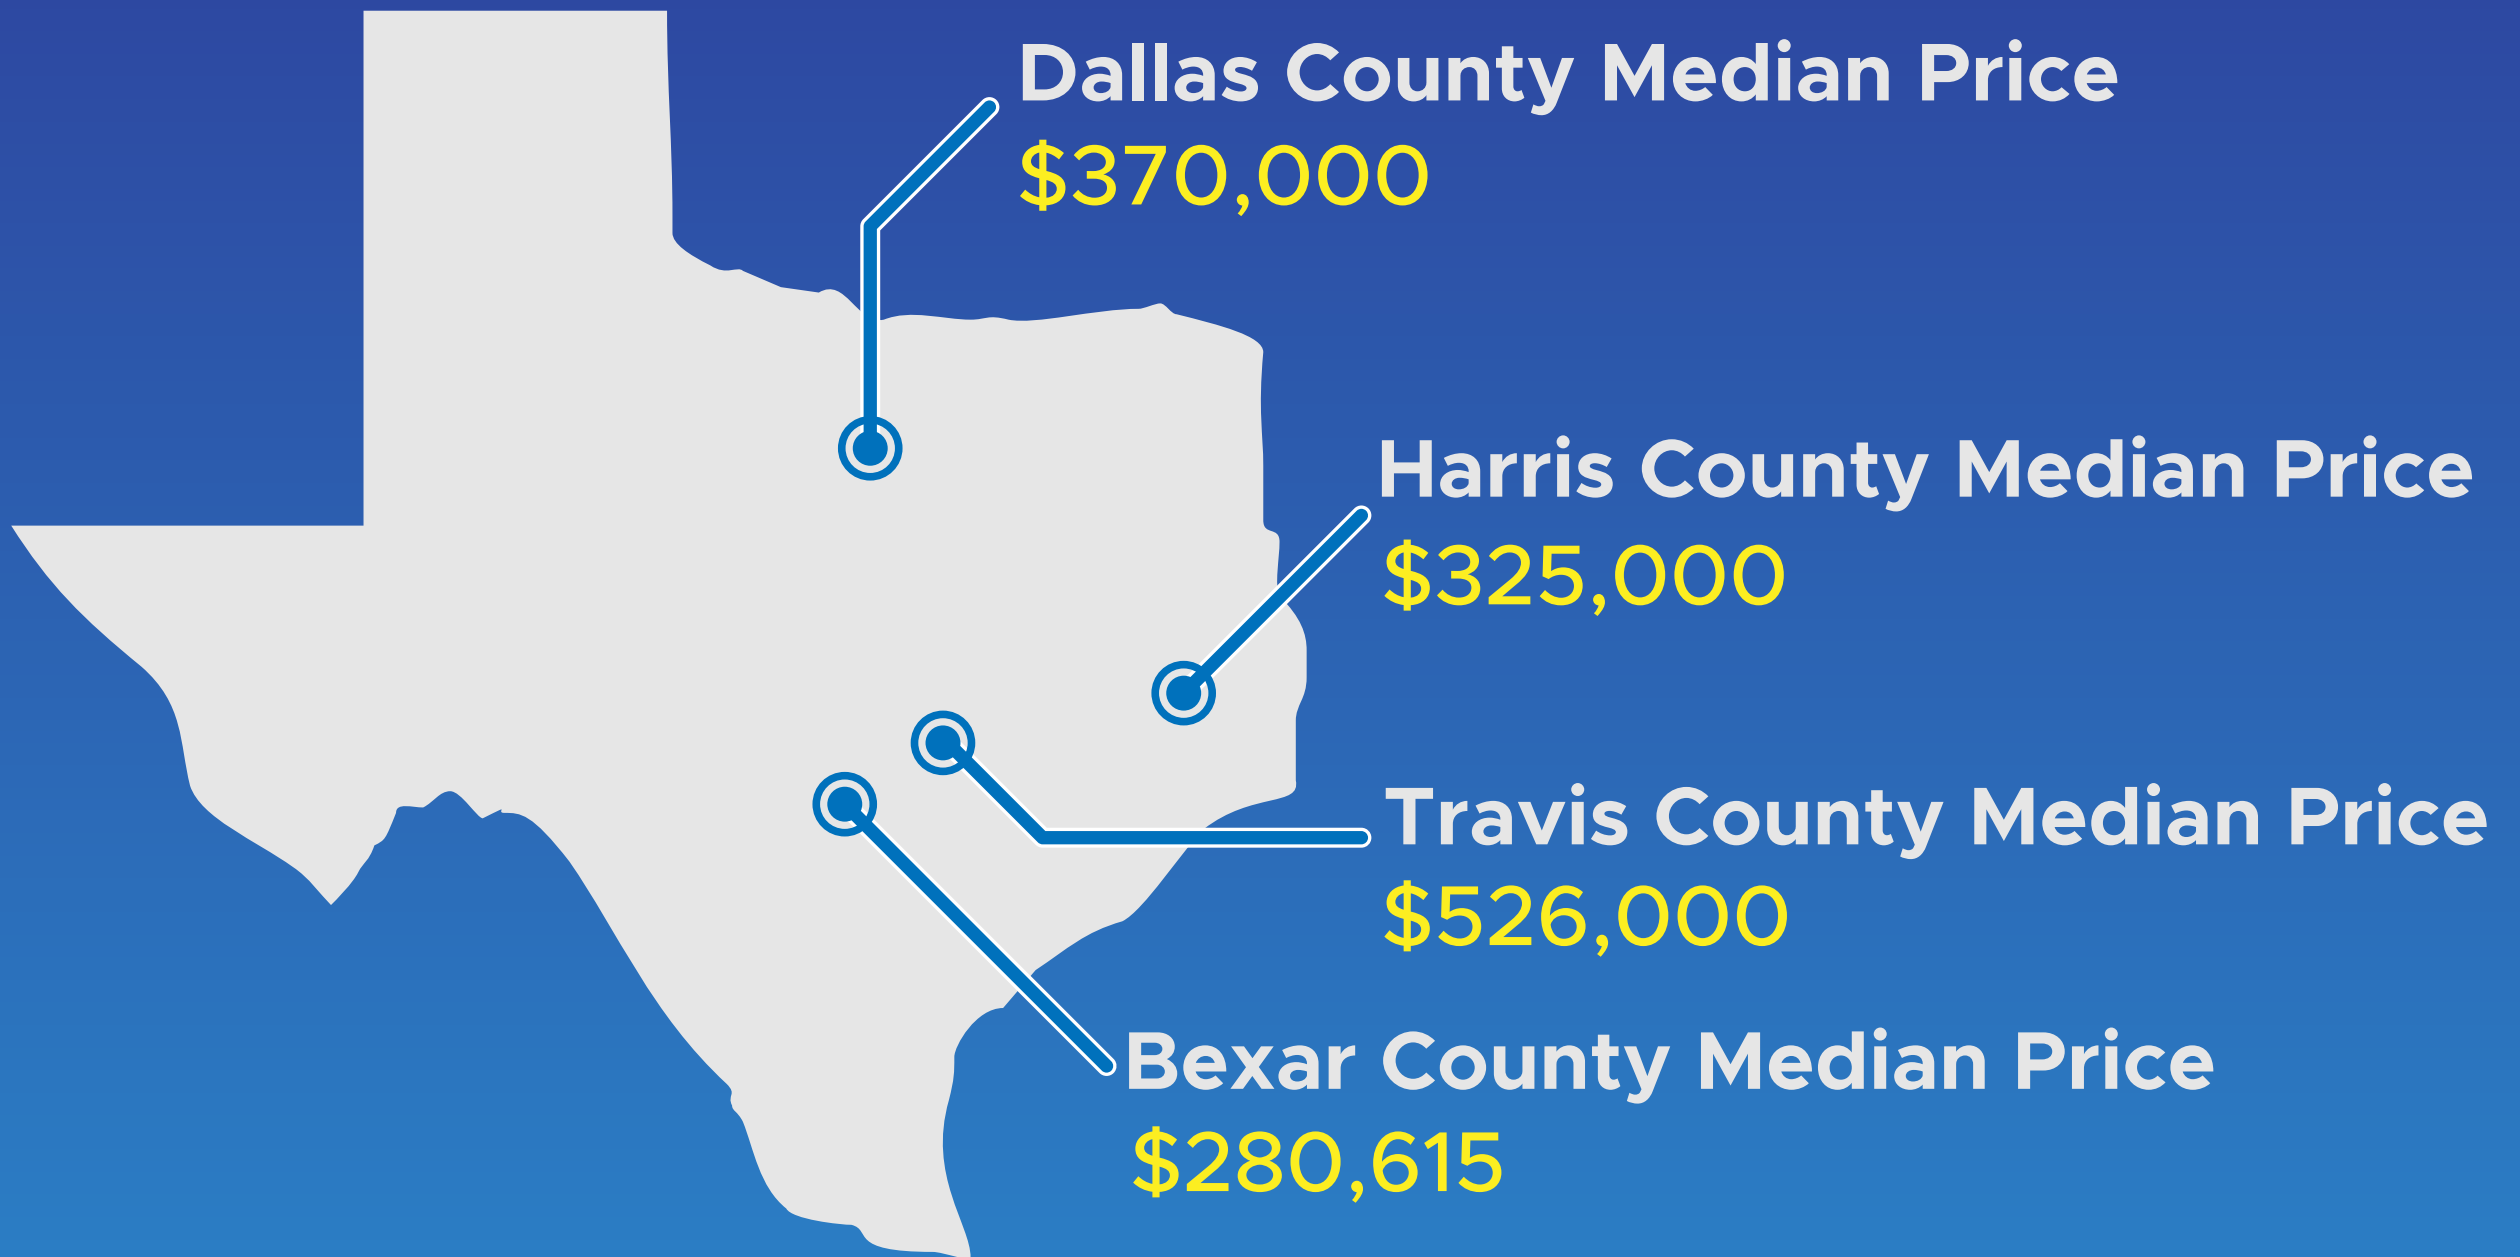 Dallas County Median Price
$370,000
Harris County Median Price
$325,000
Travis County Median Price
$526,000
Bexar County Median Price
$280,615